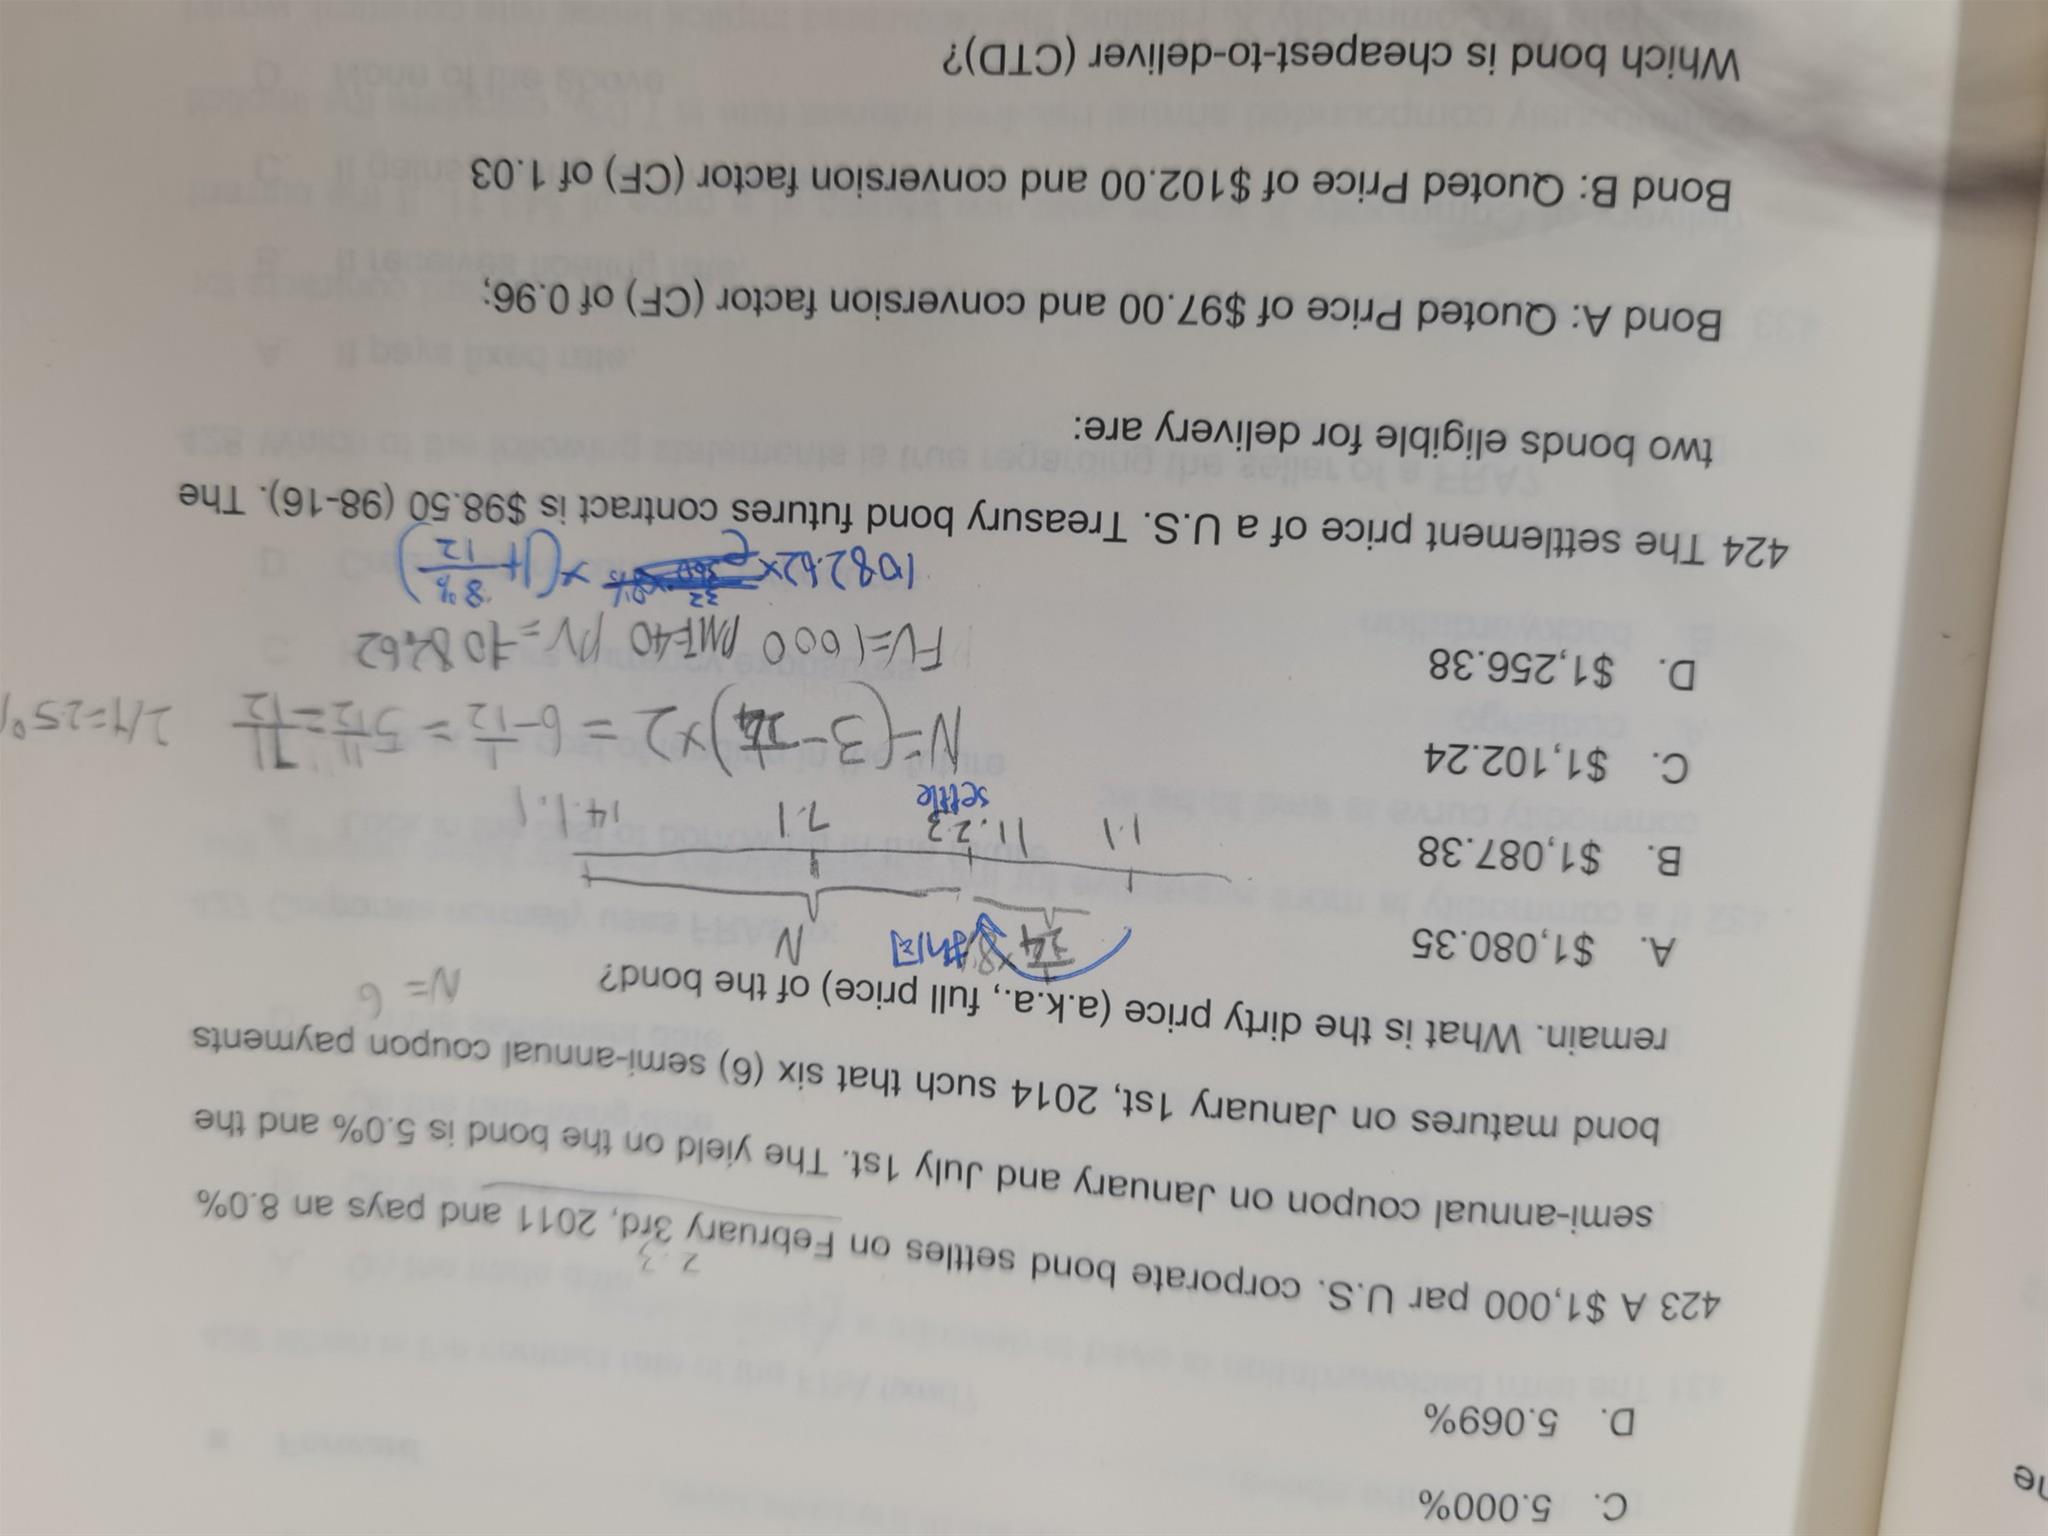 C. 5.000%
D. 5.069%
423 A $1,000 par U.S. corporate bond settles on February 3rd, 2011 and pays an 8.0%
2.3
semi-annual coupon on January and July 1st. The yield on the bond is 5.0% and the
bond matures on January 1st, 2014 such that six (6) semi-annual coupon payments
remain. What is the dirty price (a.k.a., full price) of the bond?
N= 6
A. $1,080.35
N
B. $1,087.38
1.1 11.2.3 7.1 14.1.1
settle
C. $1,102.24
D. $1,256.38
FV=1000 PMT=40 PV=-1082.62
1082.62× ×(1+8%/12)
424 The settlement price of a U.S. Treasury bond futures contract is $98.50 (98-16). The
two bonds eligible for delivery are:
Bond A: Quoted Price of $97.00 and conversion factor (CF) of 0.96;
Bond B: Quoted Price of $102.00 and conversion factor (CF) of 1.03
Which bond is cheapest-to-deliver (CTD)?